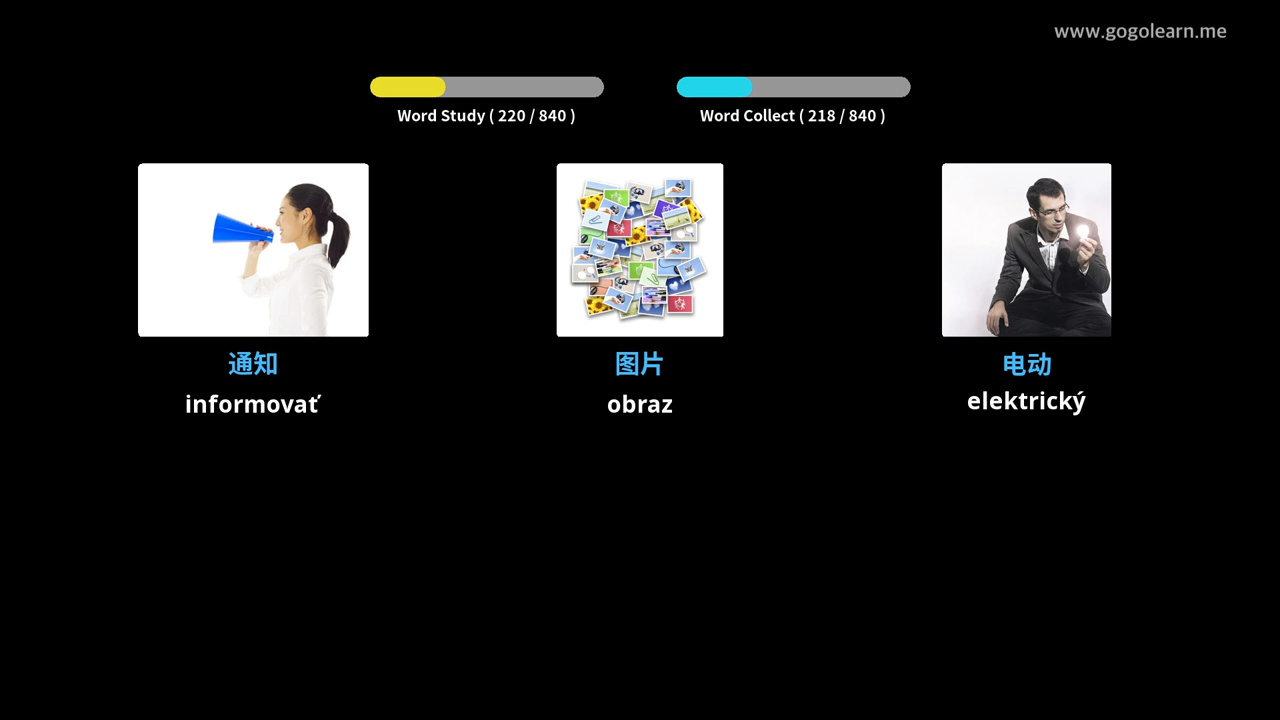 www.gogolearn.me
Word Study ( 220 / 840 )
Word Collect ( 218 / 840 )
通知
图片
电动
informovať
obraz
elektrický